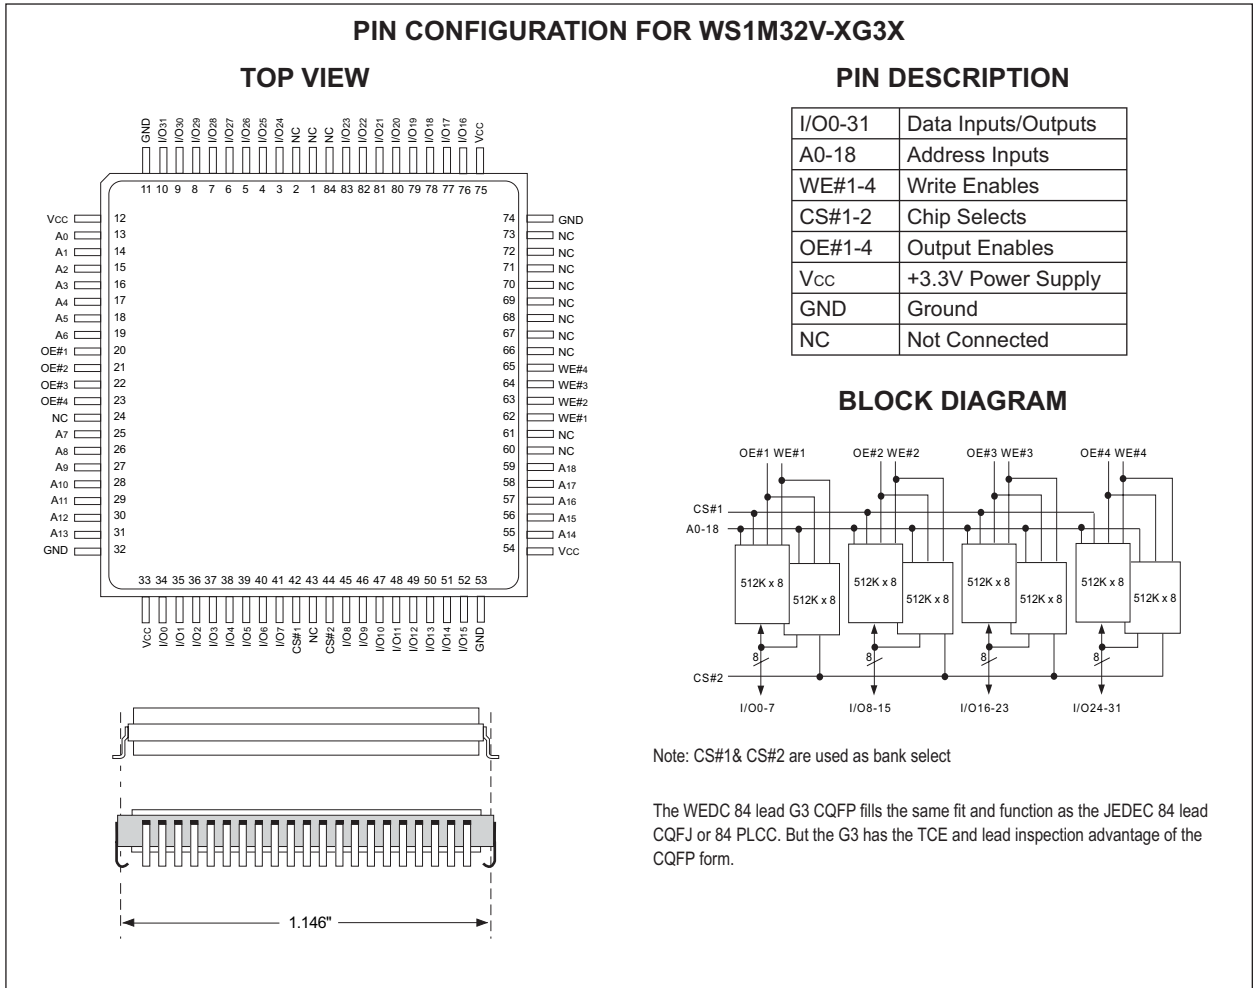 PIN CONFIGURATION FOR WS1M32V-XG3X
TOP VIEW
GND I/O31 I/O30 I/O29 I/O28 I/O27 I/O26 I/O25 I/O24 NC NC NC I/O23 I/O22 I/O21 I/O20 I/O19 I/O18 I/O17 I/O16 VCC
11 10 9 8 7 6 5 4 3 2 1 84 83 82 81 80 79 78 77 76 75
VCC 12 74 GND
A0 13 73 NC
A1 14 72 NC
A2 15 71 NC
A3 16 70 NC
A4 17 69 NC
A5 18 68 NC
A6 19 67 NC
OE#1 20 66 NC
OE#2 21 65 WE#4
OE#3 22 64 WE#3
OE#4 23 63 WE#2
NC 24 62 WE#1
A7 25 61 NC
A8 26 60 NC
A9 27 59 A18
A10 28 58 A17
A11 29 57 A16
A12 30 56 A15
A13 31 55 A14
GND 32 54 VCC
33 34 35 36 37 38 39 40 41 42 43 44 45 46 47 48 49 50 51 52 53
VCC I/O0 I/O1 I/O2 I/O3 I/O4 I/O5 I/O6 I/O7 CS#1 NC CS#2 I/O8 I/O9 I/O10 I/O11 I/O12 I/O13 I/O14 I/O15 GND
1.146"
PIN DESCRIPTION
I/O0-31 Data Inputs/Outputs
A0-18 Address Inputs
WE#1-4 Write Enables
CS#1-2 Chip Selects
OE#1-4 Output Enables
VCC +3.3V Power Supply
GND Ground
NC Not Connected
BLOCK DIAGRAM
OE#1 WE#1 OE#2 WE#2 OE#3 WE#3 OE#4 WE#4
CS#1
A0-18
512K x 8 512K x 8 512K x 8 512K x 8
512K x 8 512K x 8 512K x 8 512K x 8
8 8 8 8
CS#2
I/O0-7 I/O8-15 I/O16-23 I/O24-31
Note: CS#1& CS#2 are used as bank select
The WEDC 84 lead G3 CQFP fills the same fit and function as the JEDEC 84 lead
CQFJ or 84 PLCC. But the G3 has the TCE and lead inspection advantage of the
CQFP form.